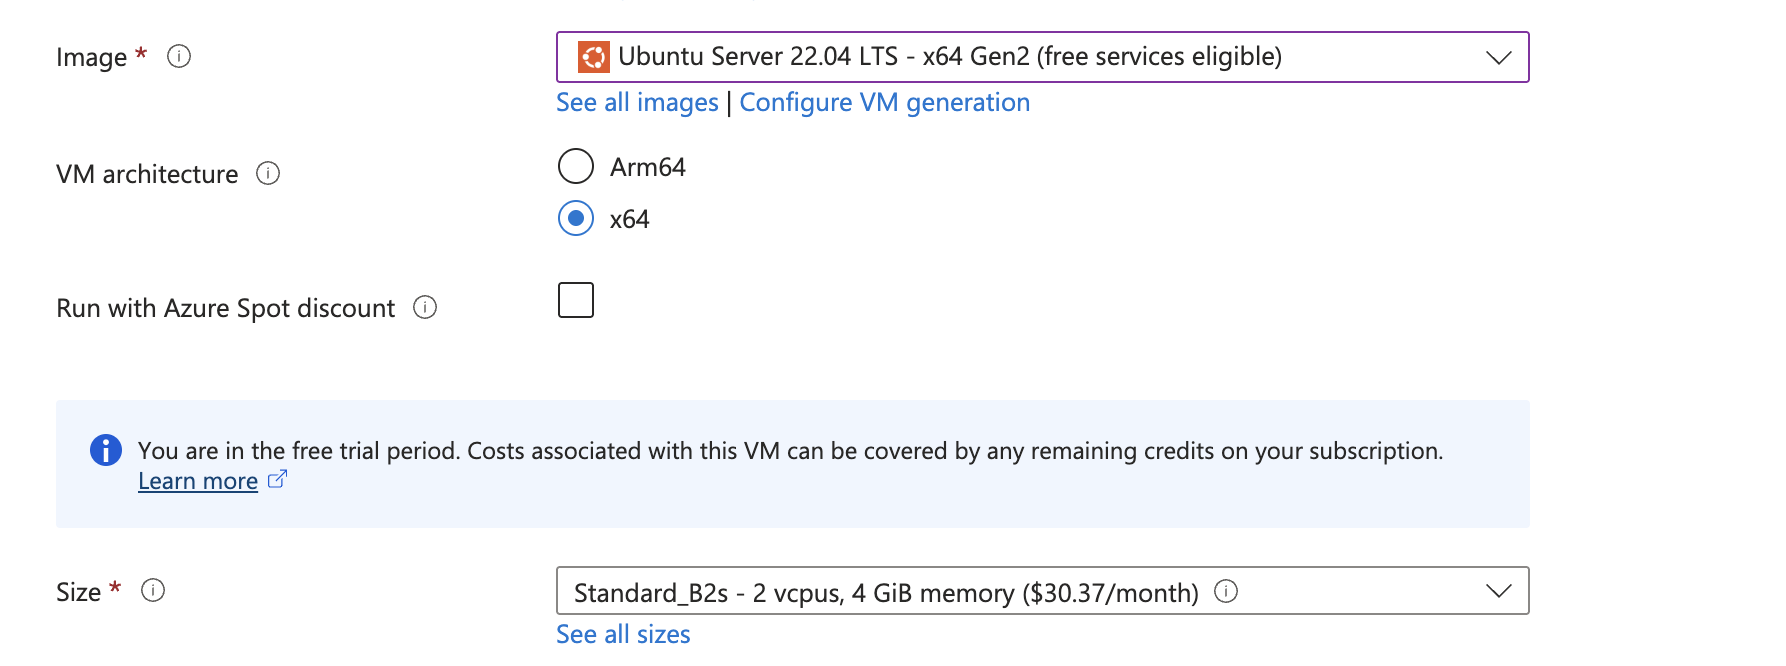 Image *
Ubuntu Server 22.04 LTS - x64 Gen2 (free services eligible)
See all images | Configure VM generation
VM architecture
Arm64
x64
Run with Azure Spot discount
You are in the free trial period. Costs associated with this VM can be covered by any remaining credits on your subscription.
Learn more
Size *
Standard_B2s - 2 vcpus, 4 GiB memory ($30.37/month)
See all sizes